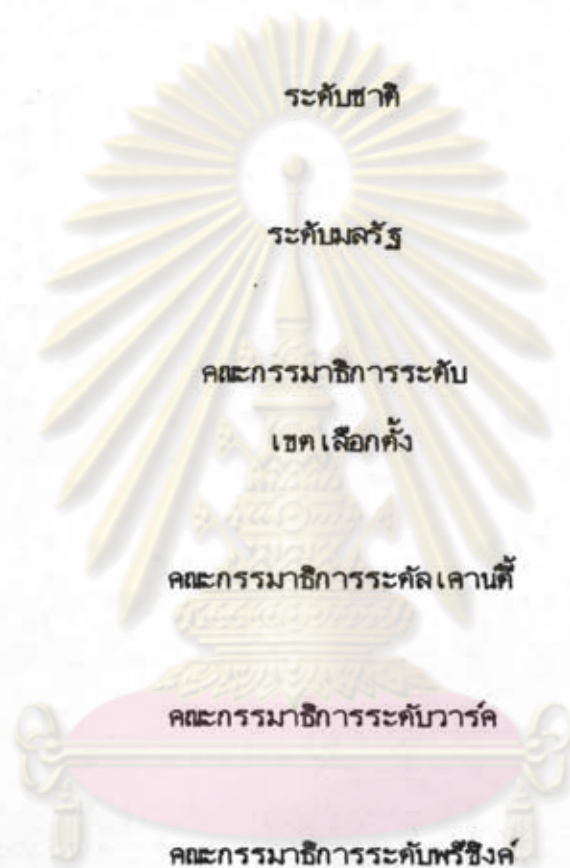 ระดับชาติ
ระดับมลรัฐ
คณะกรรมาธิการระดับ
เขตเลือกตั้ง
คณะกรรมาธิการระดัลเคานตี้
คณะกรรมาธิการระดับวาร์ค
คณะกรรมาธิการระดับพรีซิงค์